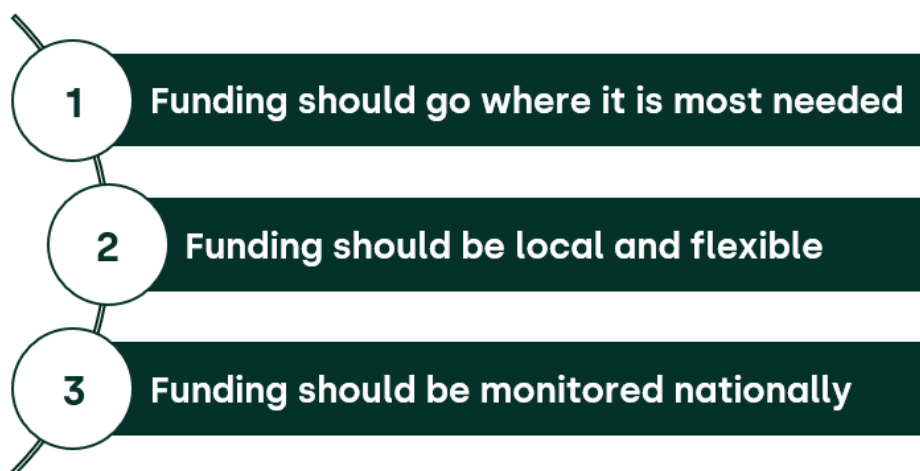 1 Funding should go where it is most needed
2 Funding should be local and flexible
3 Funding should be monitored nationally